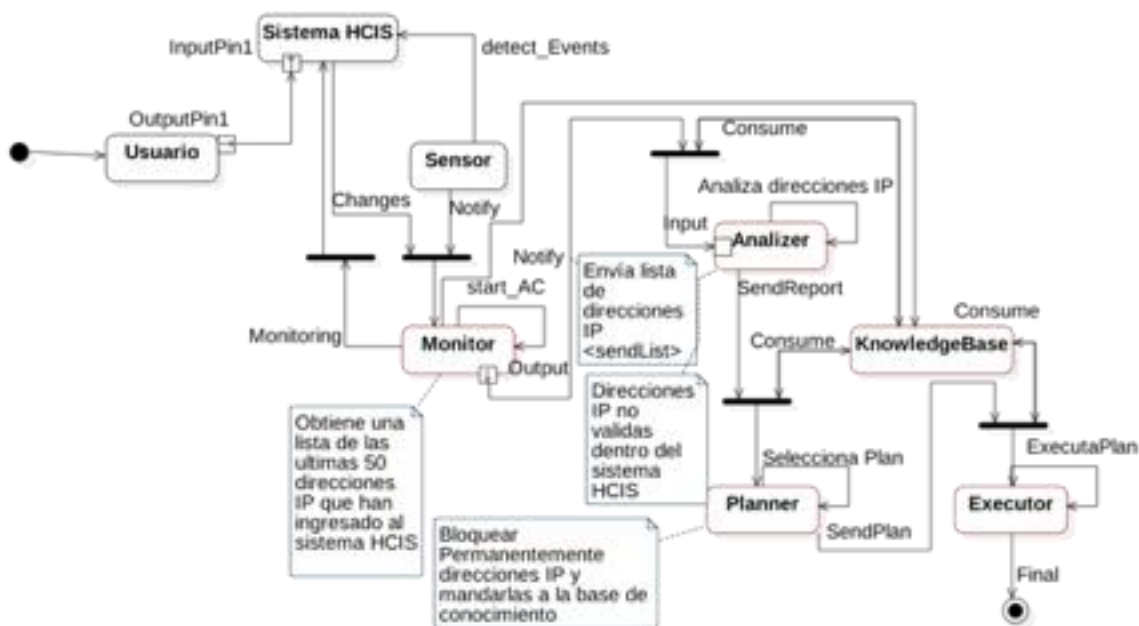 Sistema HCIS
InputPin1
detect_Events
OutputPin1
Usuario
Sensor
Consume
Analiza direcciones IP
Changes
Notify
Input
Analizer
Notify
Envía lista
de
direcciones
IP
<sendList>
start_AC
SendReport
Consume
Monitoring
Monitor
Output
Consume
KnowledgeBase
Direcciones
IP no
validas
dentro del
sistema
HCIS
Obtiene una
lista de las
ultimas 50
direcciones
IP que han
ingresado al
sistema HCIS
Selecciona Plan
ExecutaPlan
Planner
Executor
SendPlan
Bloquear
Permanentemente
direcciones IP y
mandarlas a la base de
conocimiento
Final